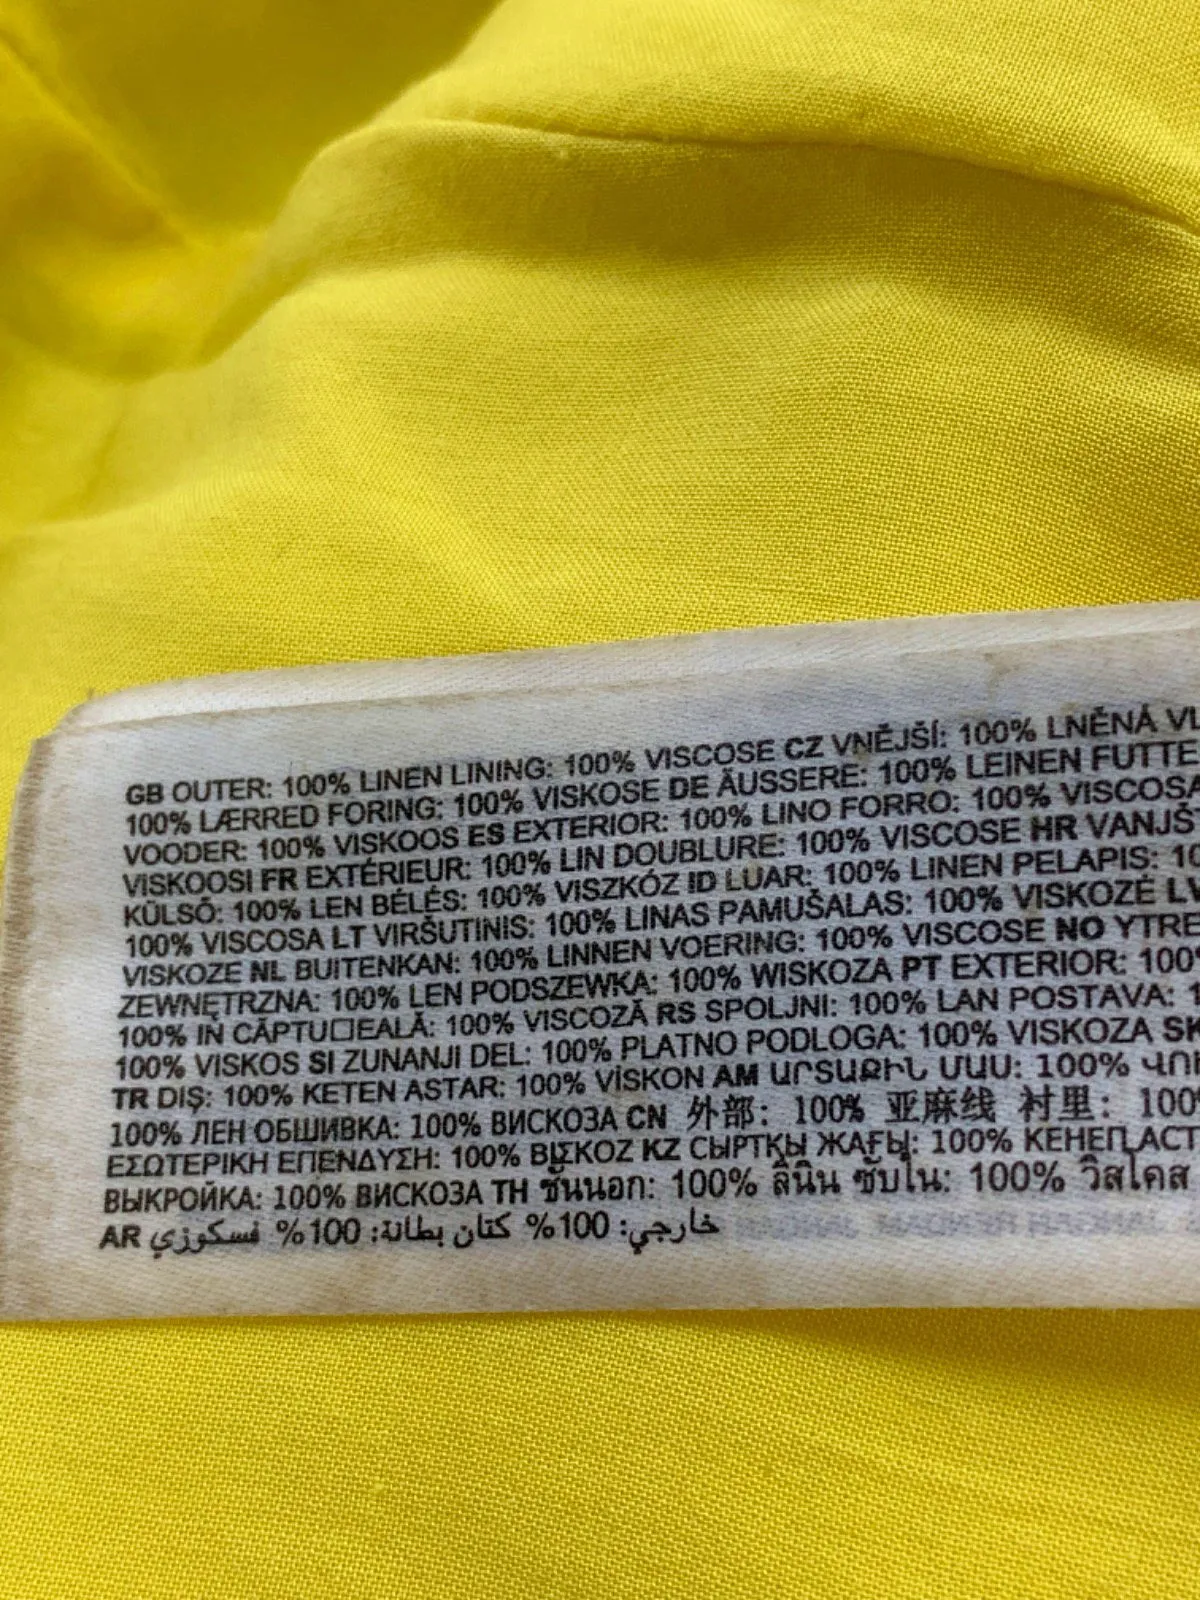 GB OUTER: 100% LINEN LINING: 100% VISCOSE CZ VNĚJŠÍ: 100% LNĚNÁ
100% LÆRRED FORING: 100% VISKOSE DE ÄUSSERE: 100% LEINEN
VOODER: 100% VISKOOS ES EXTERIOR: 100% LINO FORRO: 100% VISCOSA
VISKOOSI FR EXTÉRIEUR: 100% LIN DOUBLURE: 100% VISCOSE HR
KÜLSŐ: 100% LEN BÉLÉS: 100% VISZKÓZ ID LUAR: 100% LINEN PELAPIS:
100% VISCOSA LT VIRŠUTINIS: 100% LINAS PAMUŠALAS: 100% VISKOZĖ
VISKOZE NL BUITENKAN: 100% LINNEN VOERING: 100% VISCOSE NO
ZEWNĘTRZNA: 100% LEN PODSZEWKA: 100% WISKOZA PT EXTERIOR:
100% IN CĂPTU□EALĂ: 100% VISCOZĂ RS SPOLJNI: 100% LAN POSTAVA:
100% VISKOS SI ZUNANJI DEL: 100% PLATNO PODLOGA: 100% VISKOZA
TR DIŞ: 100% KETEN ASTAR: 100% VİSKON AM ԱՐՏԱՔԻՆ ՄԱՍ: 100%
100% ЛЕН ОБШИВКА: 100% ВИСКОЗА CN 外部: 100% 亚麻线 衬里:
ΕΣΩΤΕΡΙΚΗ ΕΠΕΝΔΥΣΗ: 100% ΒΙΣΚΟΖ KZ СЫРТҚЫ ЖАҒЫ: 100%
ВЫКРОЙКА: 100% ВИСКОЗА TH ชั้นนอก: 100% ลินิน ซับใน: 100% วิสโคส
AR خارجي: 100% كتان بطانة: 100% فسكوزي